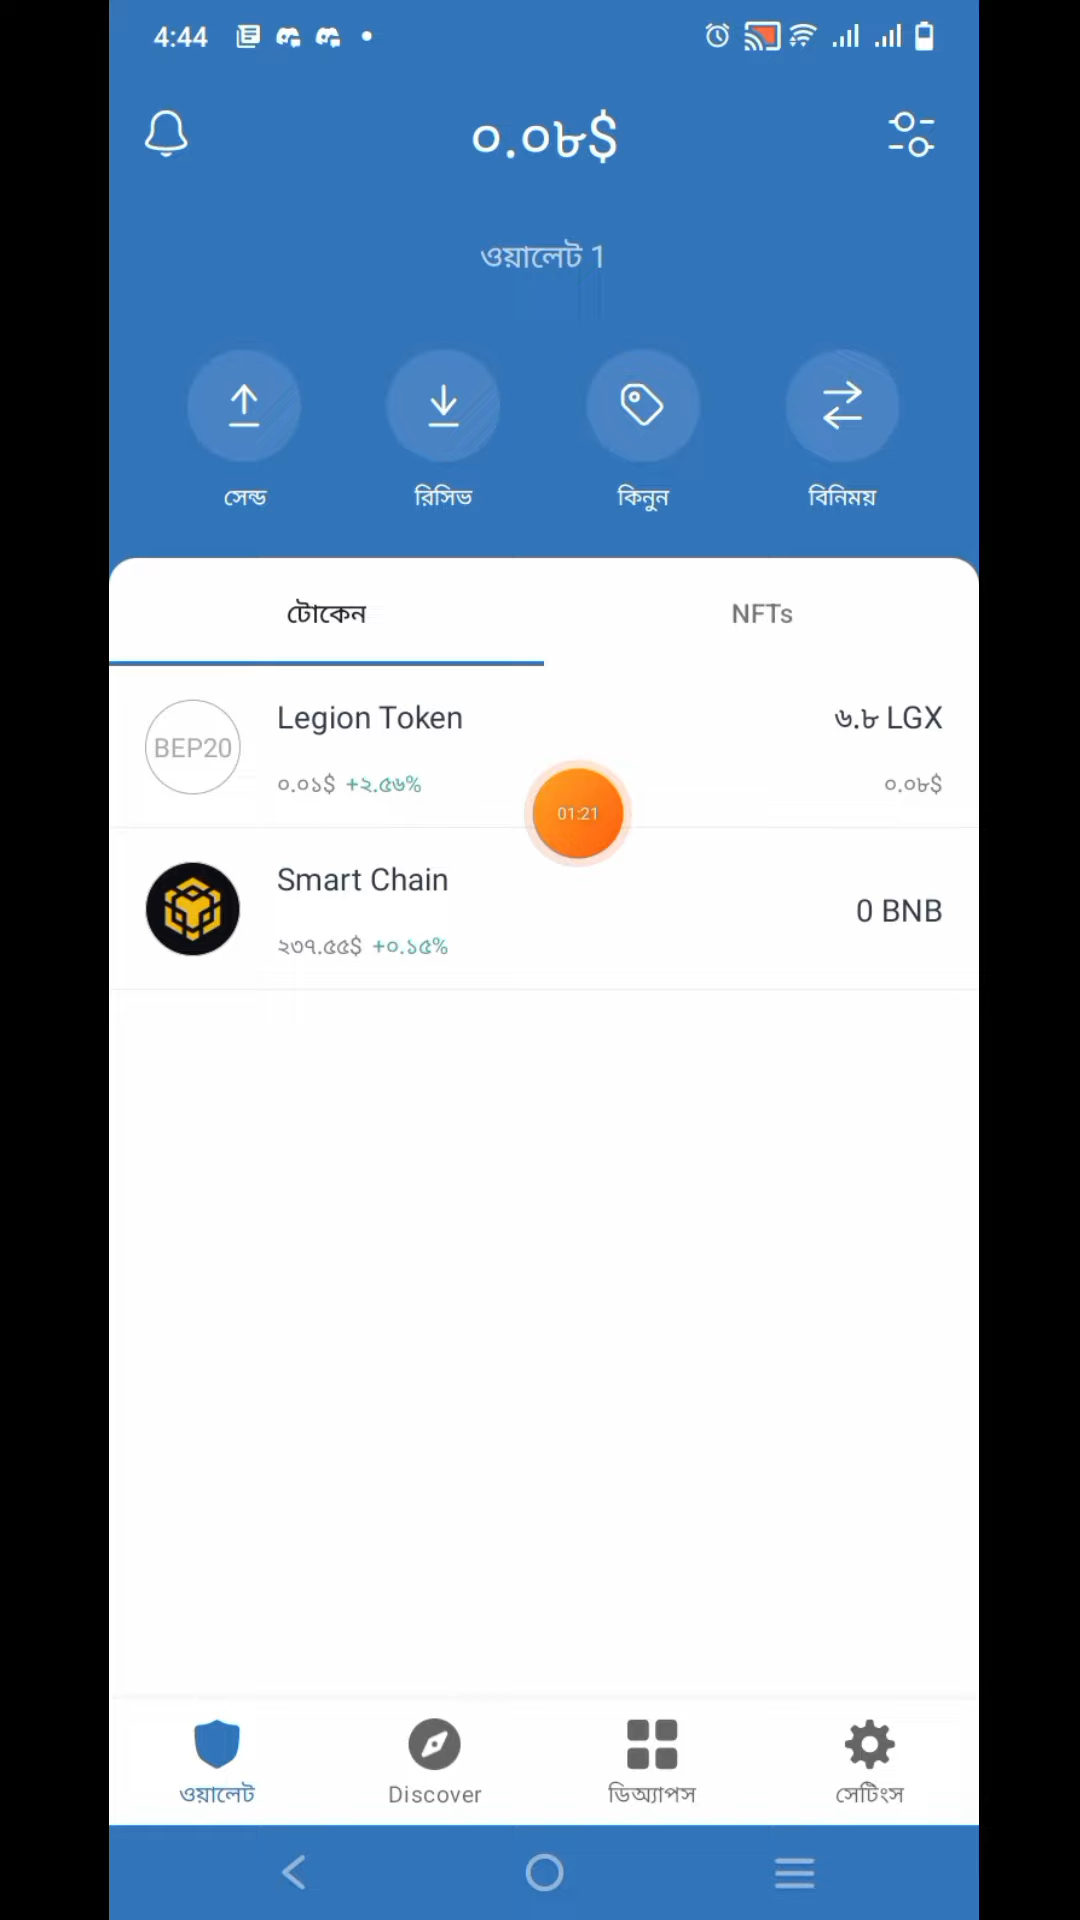 4:44
০.০৮$
ওয়ালেট 1
সেন্ড
রিসিভ
কিনুন
বিনিময়
টোকেন
NFTs
BEP20
Legion Token
৬.৮ LGX
০.০১$ +২.৫৬%
০.০৮$
01:21
Smart Chain
0 BNB
২৩৭.৫৫$ +০.১৫%
ওয়ালেট
Discover
ডিঅ্যাপস
সেটিংস